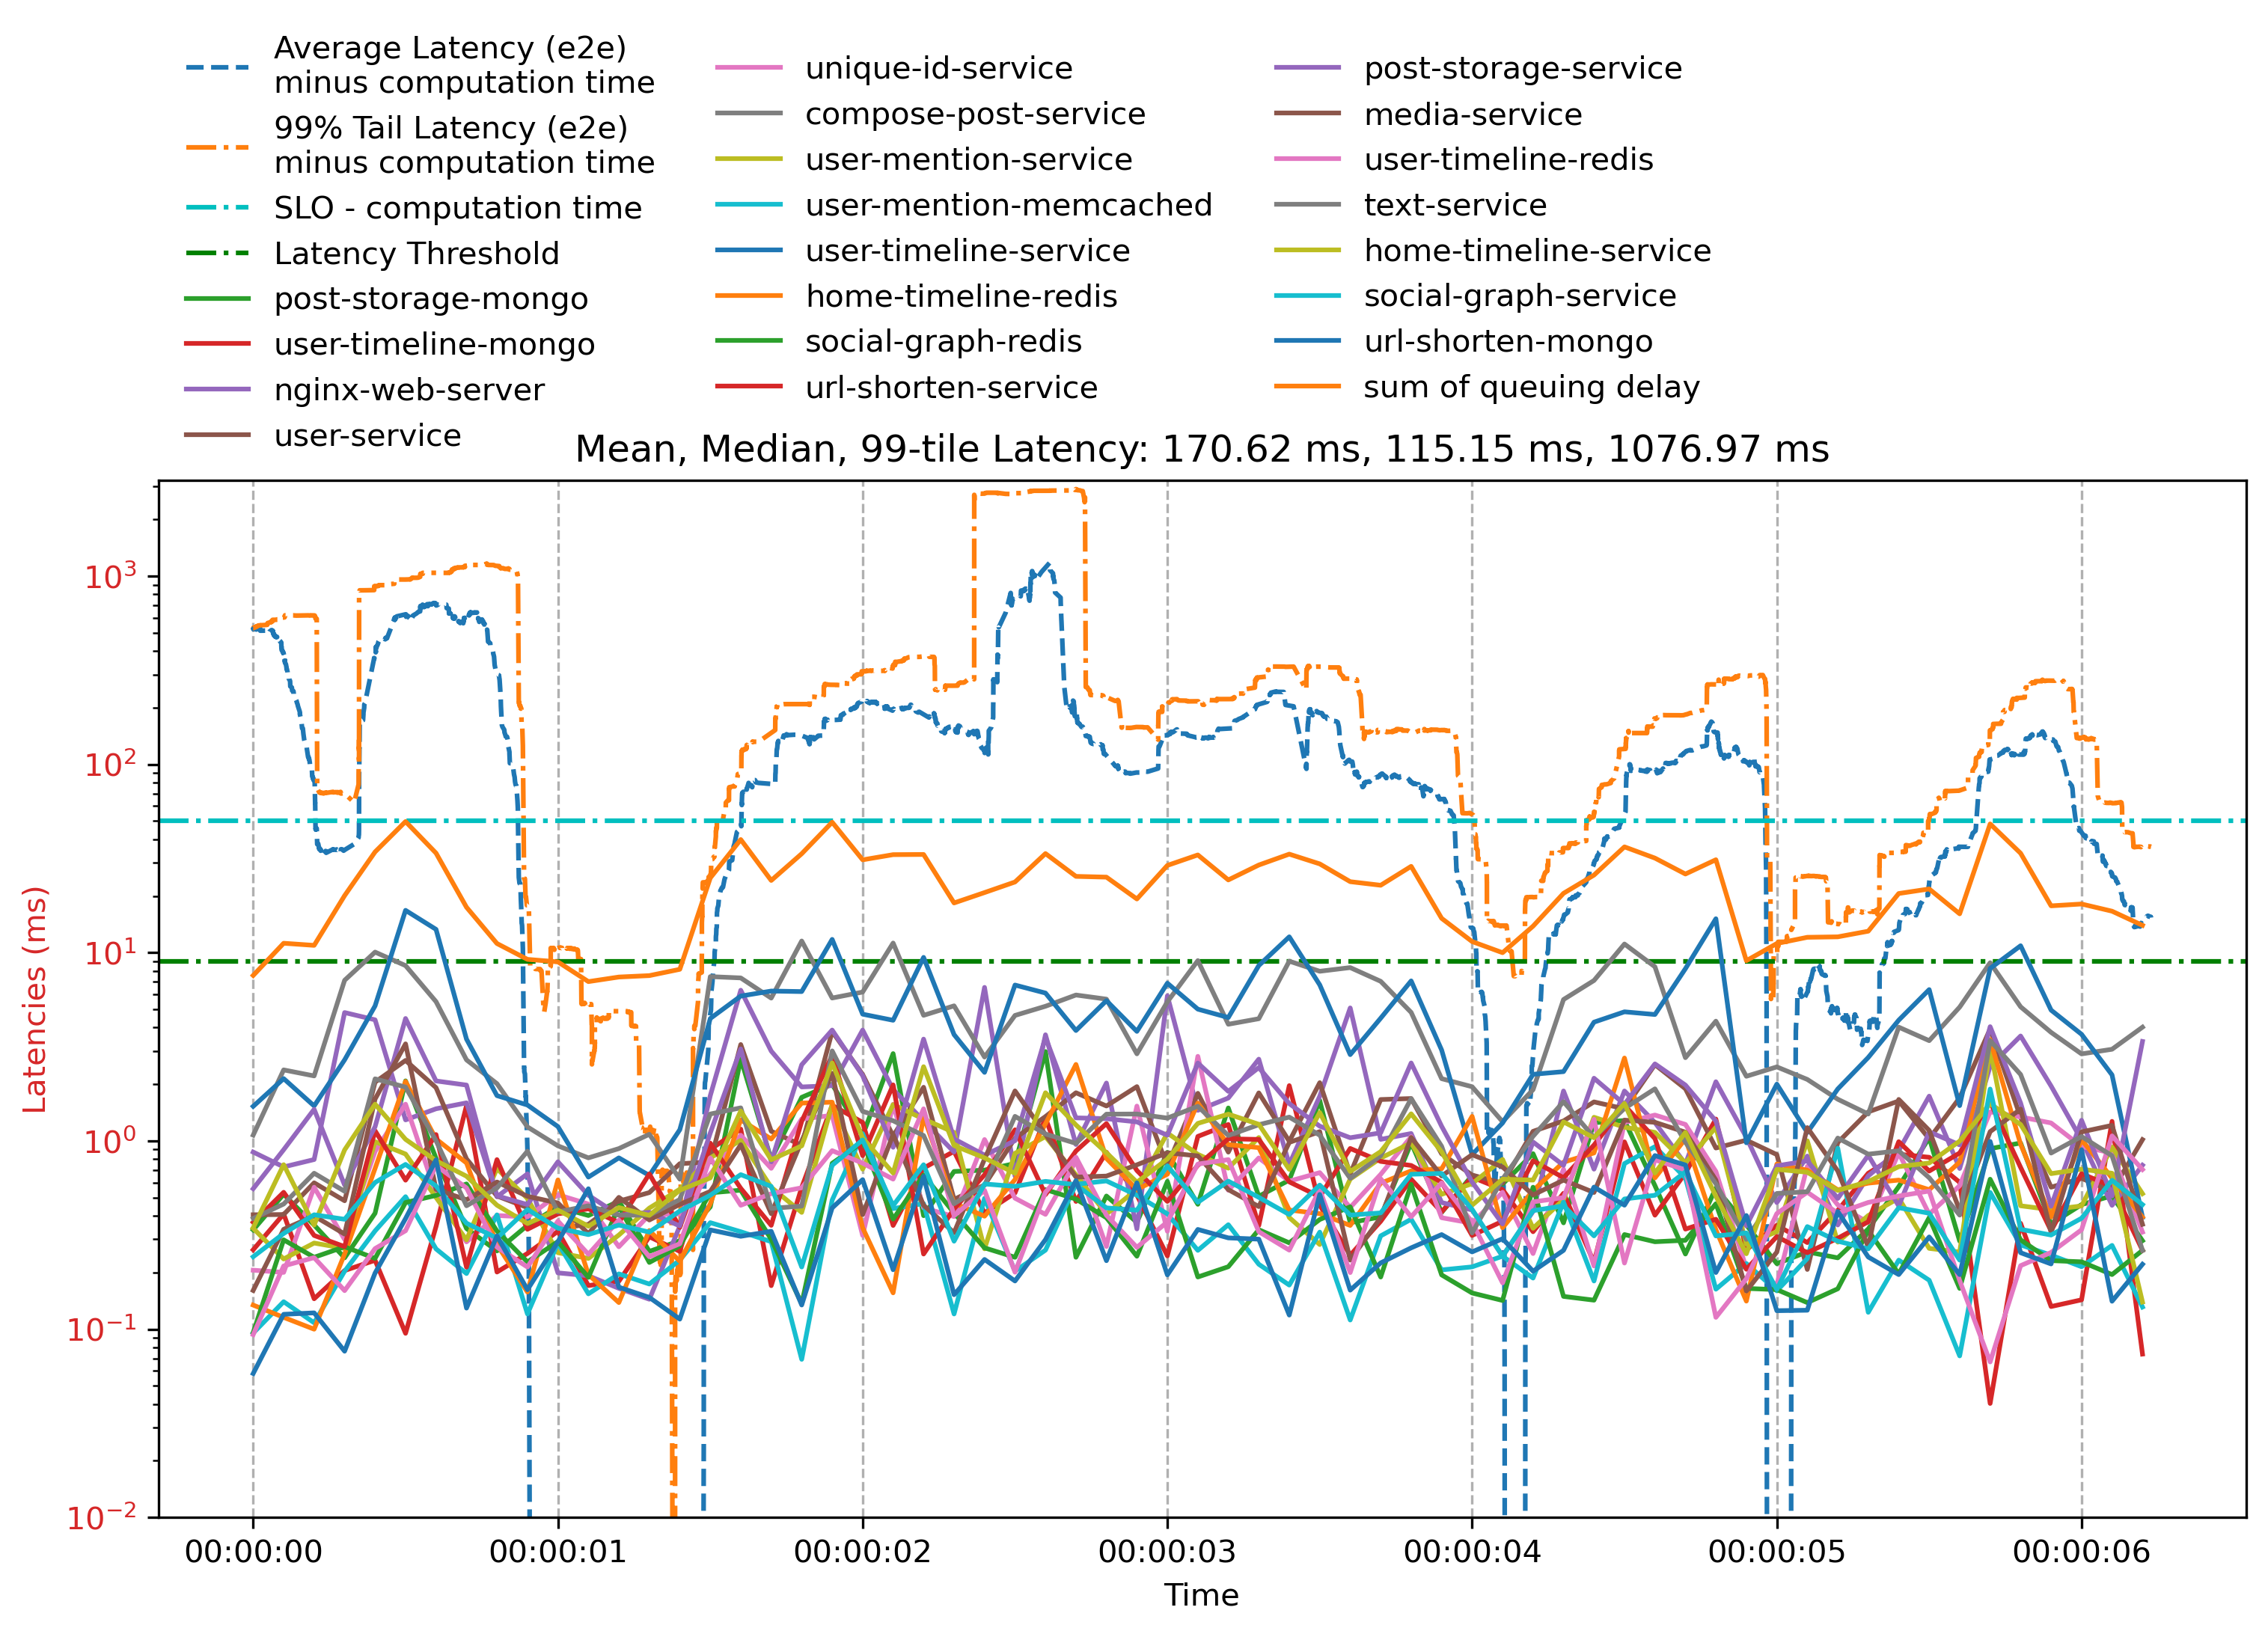 Average Latency (e2e)
minus computation time
99% Tail Latency (e2e)
minus computation time
SLO - computation time
Latency Threshold
post-storage-mongo
user-timeline-mongo
nginx-web-server
user-service
unique-id-service
compose-post-service
user-mention-service
user-mention-memcached
user-timeline-service
home-timeline-redis
social-graph-redis
url-shorten-service
post-storage-service
media-service
user-timeline-redis
text-service
home-timeline-service
social-graph-service
url-shorten-mongo
sum of queuing delay
Mean, Median, 99-tile Latency: 170.62 ms, 115.15 ms, 1076.97 ms
Latencies (ms)
10³
10²
10¹
10⁰
10⁻¹
10⁻²
00:00:00 00:00:01 00:00:02 00:00:03 00:00:04 00:00:05 00:00:06
Time